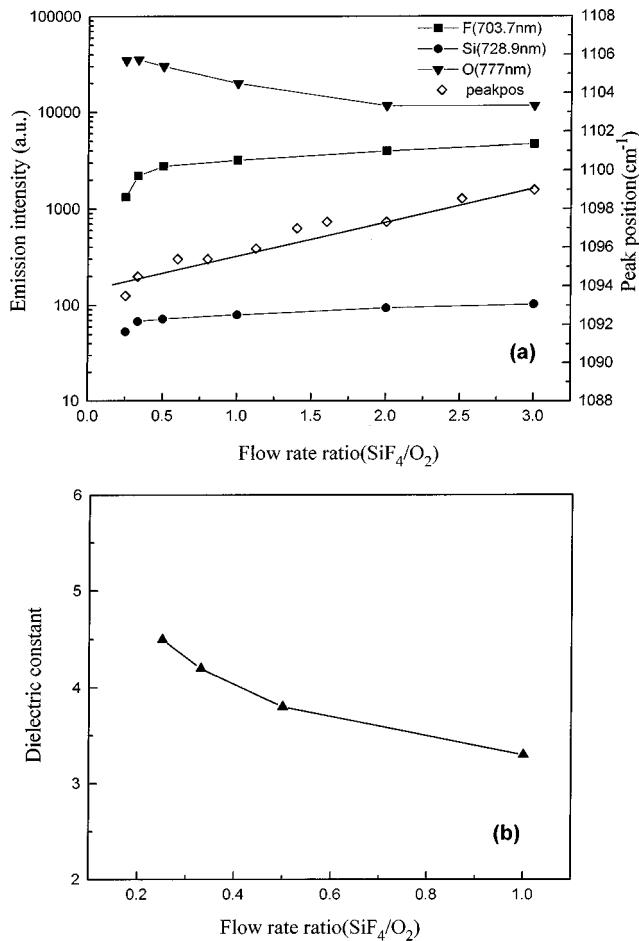 100000
10000
1000
100
10
Emission intensity (a.u.)
F(703.7nm)
Si(728.9nm)
O(777nm)
peakpos
1108
1106
1104
1102
1100
1098
1096
1094
1092
1090
1088
Peak position(cm⁻¹)
(a)
0.0 0.5 1.0 1.5 2.0 2.5 3.0
Flow rate ratio(SiF₄/O₂)
6
5
4
3
2
Dielectric constant
(b)
0.2 0.4 0.6 0.8 1.0
Flow rate ratio(SiF₄/O₂)